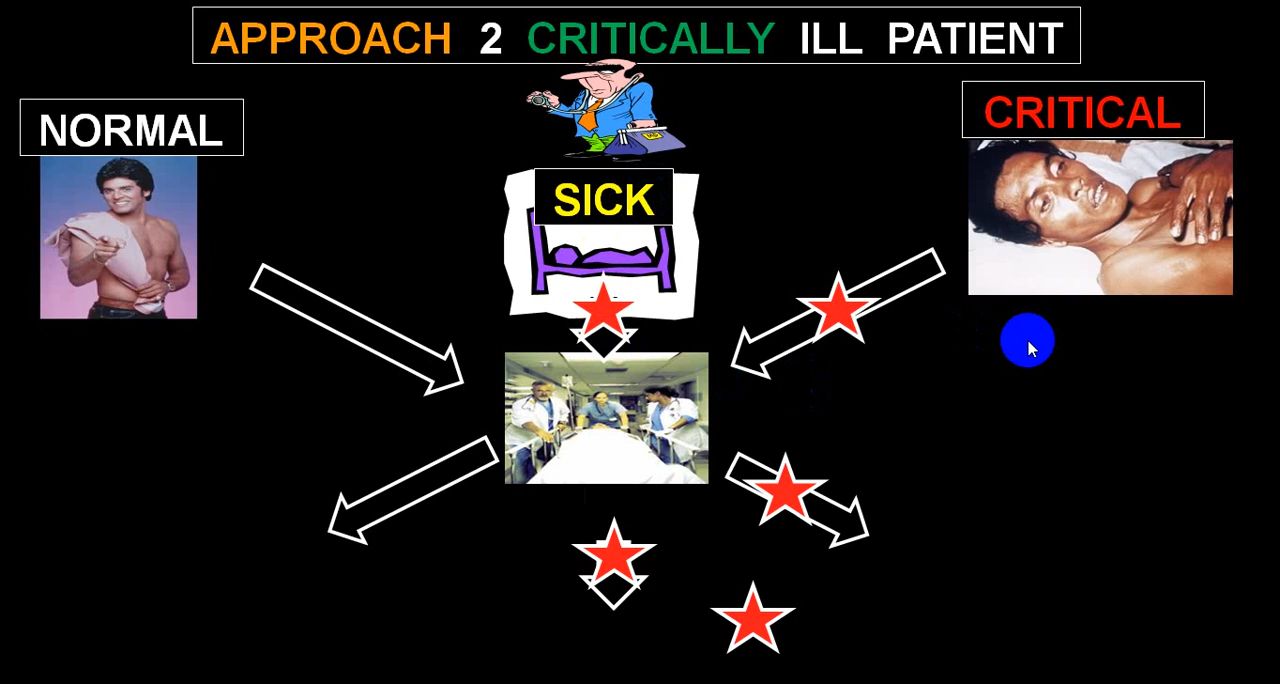 APPROACH 2 CRITICALLY ILL PATIENT
NORMAL
CRITICAL
SICK